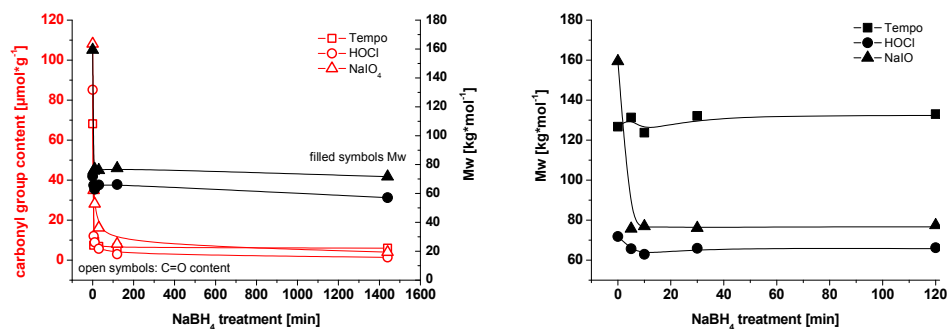 carbonyl group content [µmol*g⁻¹]
120
100
80
60
40
20
0
Tempo
HOCl
NaIO₄
filled symbols Mw
open symbols: C=O content
180
160
140
120
100
80
60
40
20
0
Mw [kg*mol⁻¹]
0 200 400 600 800 1000 1200 1400 1600
NaBH₄ treatment [min]
Mw [kg*mol⁻¹]
180
160
140
120
100
80
60
Tempo
HOCl
NaIO
0 20 40 60 80 100 120
NaBH₄ treatment [min]